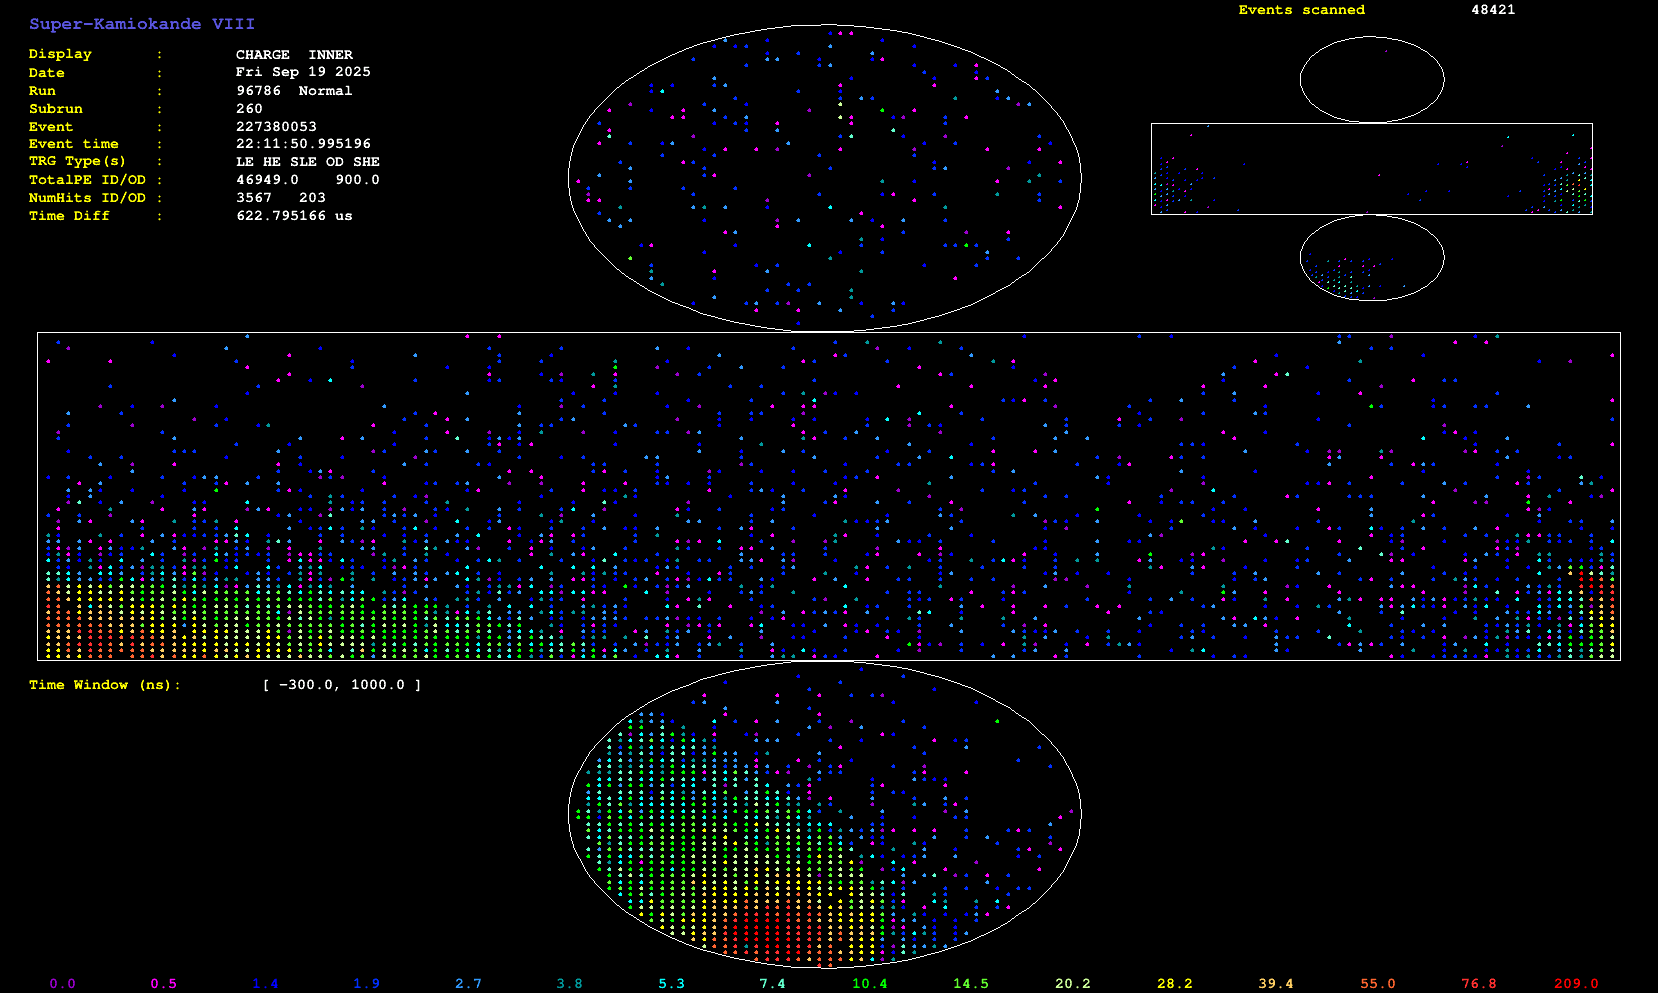 Super-Kamiokande VIII
Events scanned 48421
Display : CHARGE INNER
Date : Fri Sep 19 2025
Run : 96786 Normal
Subrun : 260
Event : 227380053
Event time : 22:11:50.995196
TRG Type(s) : LE HE SLE OD SHE
TotalPE ID/OD : 46949.0 900.0
NumHits ID/OD : 3567 203
Time Diff : 622.795166 us
Time Window (ns): [ -300.0, 1000.0 ]
0.0 0.5 1.4 1.9 2.7 3.8 5.3 7.4 10.4 14.5 20.2 28.2 39.4 55.0 76.8 209.0